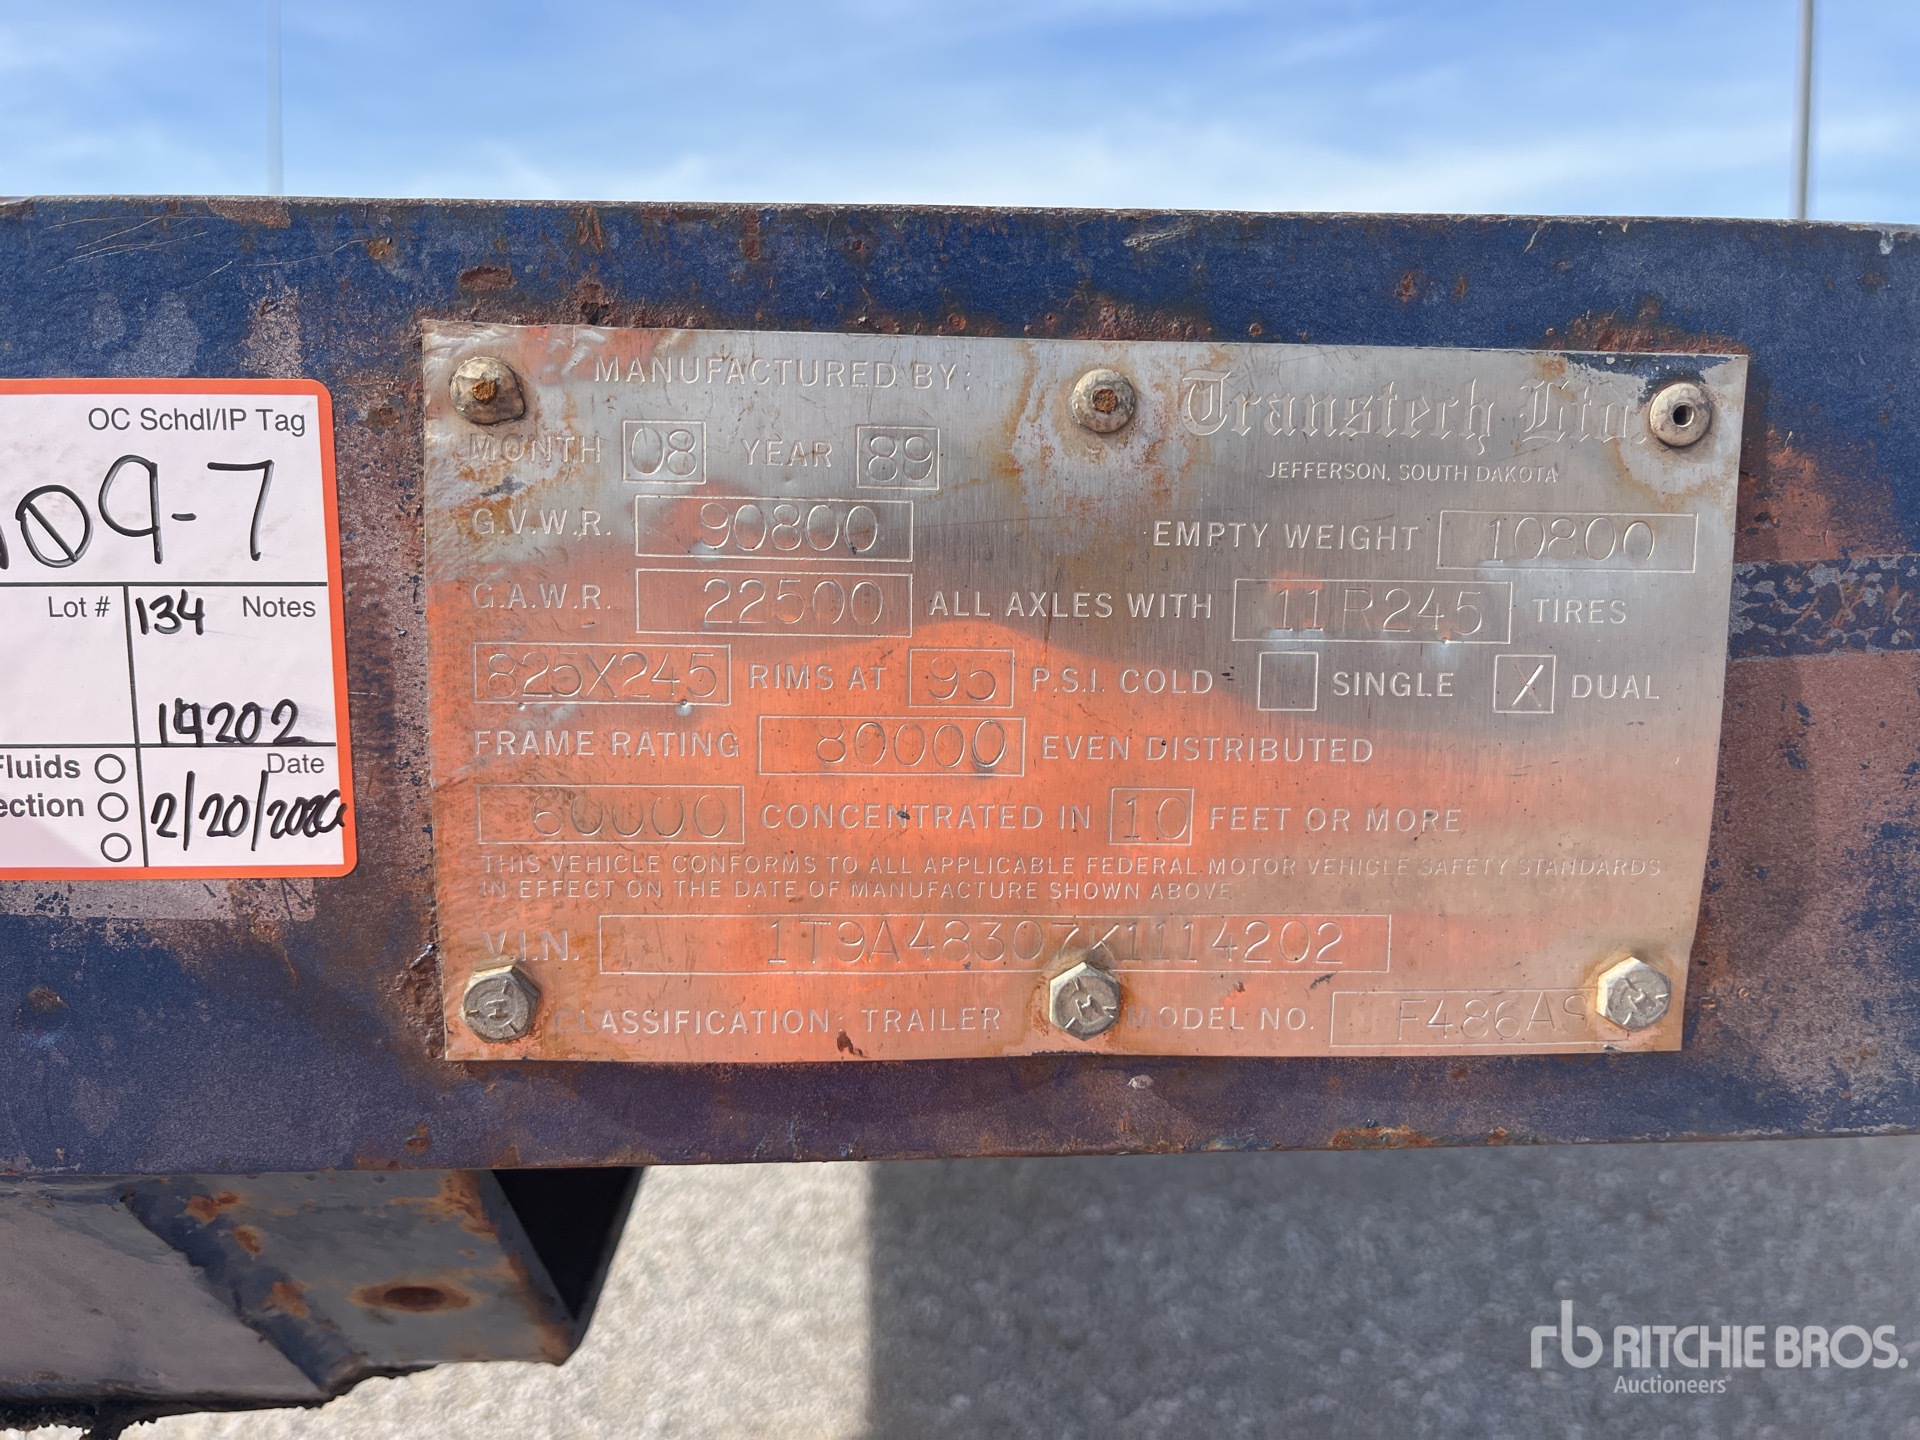 OC Schdl/IP Tag
109-7
Lot # 134 Notes
14202
Fluids Date
ection 2/20/202
MANUFACTURED BY: Transtech Ltd.
JEFFERSON, SOUTH DAKOTA
MONTH 08 YEAR 89
G.V.W.R. 90800 EMPTY WEIGHT 10800
G.A.W.R. 22500 ALL AXLES WITH 11R245 TIRES
825X245 RIMS AT 95 P.S.I. COLD SINGLE X DUAL
FRAME RATING 80000 EVEN DISTRIBUTED
60000 CONCENTRATED IN 10 FEET OR MORE
THIS VEHICLE CONFORMS TO ALL APPLICABLE FEDERAL MOTOR VEHICLE SAFETY STANDARDS
IN EFFECT ON THE DATE OF MANUFACTURE SHOWN ABOVE
V.I.N. 1T9A48307K1114202
CLASSIFICATION: TRAILER MODEL NO. F486AS
rb RITCHIE BROS.
Auctioneers